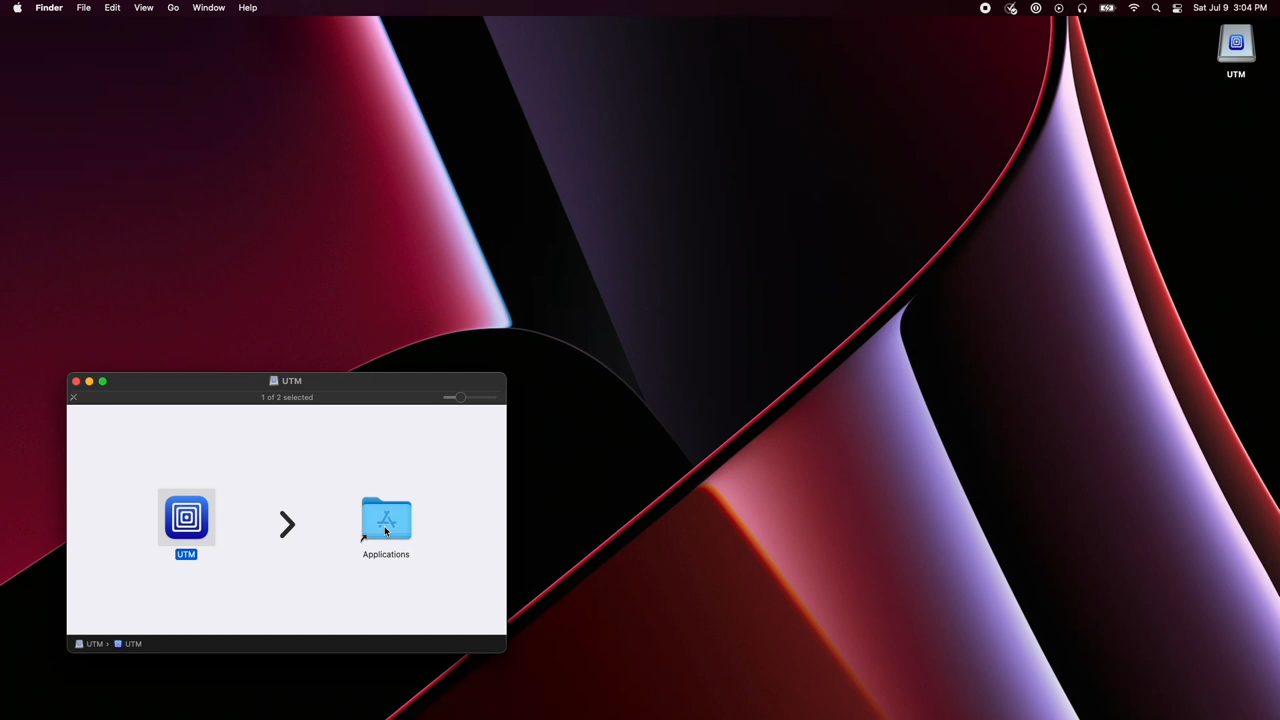 Finder File Edit View Go Window Help Sat Jul 9 3:04 PM
UTM
UTM
1 of 2 selected
UTM Applications
UTM › UTM